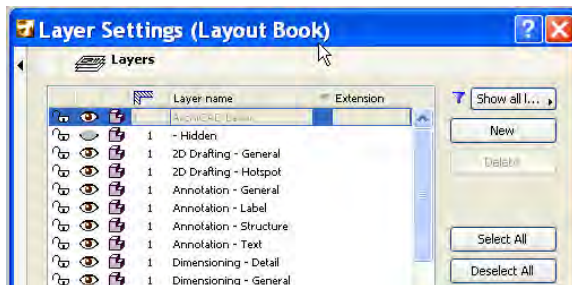 Layer Settings (Layout Book)
Layers
Layer name Extension
Show all l...
ArchiCAD Layer
1 - Hidden
New
1 2D Drafting - General
1 2D Drafting - Hotspot
Delete
1 Annotation - General
1 Annotation - Label
1 Annotation - Structure
1 Annotation - Text
Select All
1 Dimensioning - Detail
1 Dimensioning - General
Deselect All